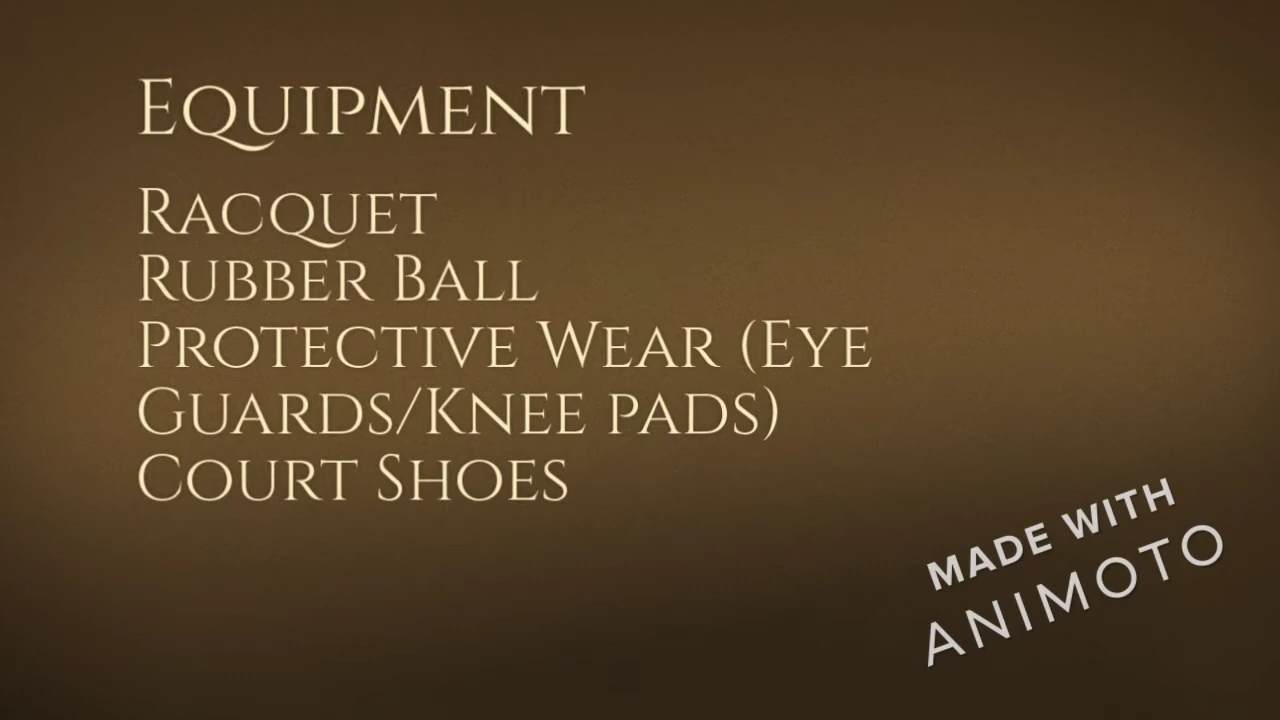 Equipment
Racquet
Rubber Ball
Protective Wear (Eye
Guards/Knee pads)
Court Shoes
MADE WITH
ANIMOTO